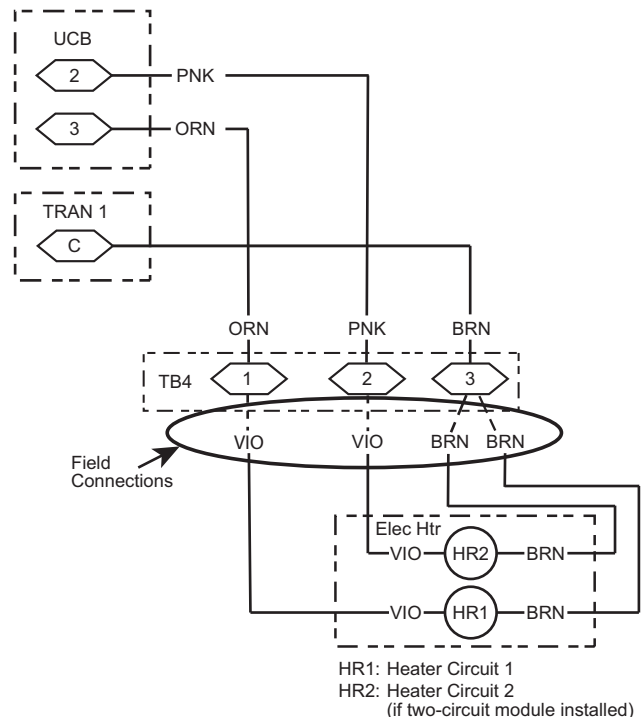 UCB
2
PNK
3
ORN
TRAN 1
C
ORN
PNK
BRN
TB4
1
2
3
VIO
VIO
BRN
BRN
Field
Connections
Elec Htr
VIO
HR2
BRN
VIO
HR1
BRN
HR1: Heater Circuit 1
HR2: Heater Circuit 2
(if two-circuit module installed)